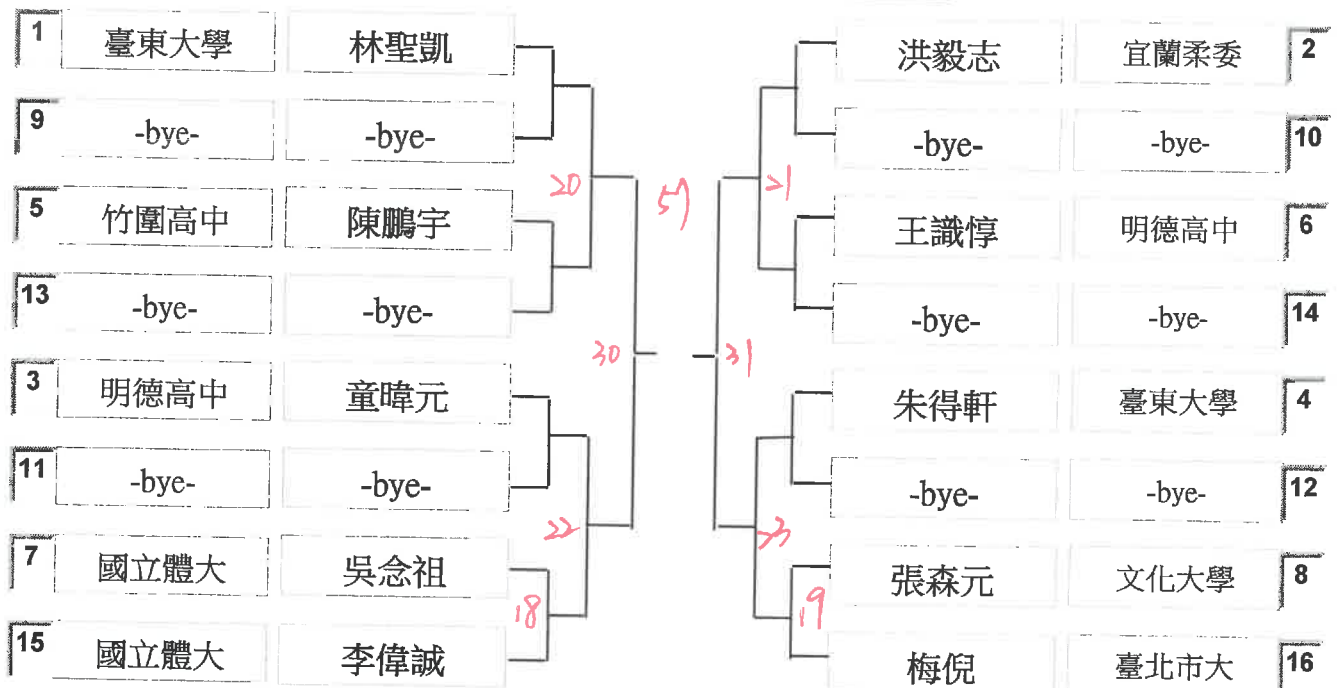 1 臺東大學 林聖凱 洪毅志 宜蘭柔委 2
9 -bye- -bye- -bye- -bye- 10
20 57 21
5 竹圍高中 陳鵬宇 王識惇 明德高中 6
13 -bye- -bye- -bye- -bye- 14
30 31
3 明德高中 童暐元 朱得軒 臺東大學 4
11 -bye- -bye- -bye- -bye- 12
22 23
7 國立體大 吳念祖 張森元 文化大學 8
18 19
15 國立體大 李偉誠 梅倪 臺北市大 16